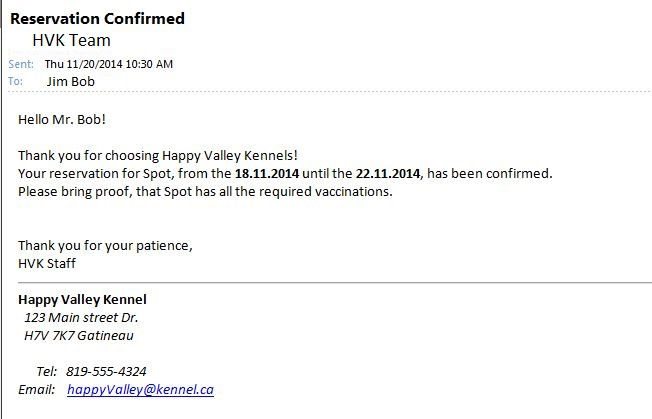 Reservation Confirmed
HVK Team
Sent: Thu 11/20/2014 10:30 AM
To: Jim Bob
Hello Mr. Bob!
Thank you for choosing Happy Valley Kennels!
Your reservation for Spot, from the 18.11.2014 until the 22.11.2014, has been confirmed.
Please bring proof, that Spot has all the required vaccinations.
Thank you for your patience,
HVK Staff
Happy Valley Kennel
123 Main street Dr.
H7V 7K7 Gatineau
Tel: 819-555-4324
Email: happyValley@kennel.ca